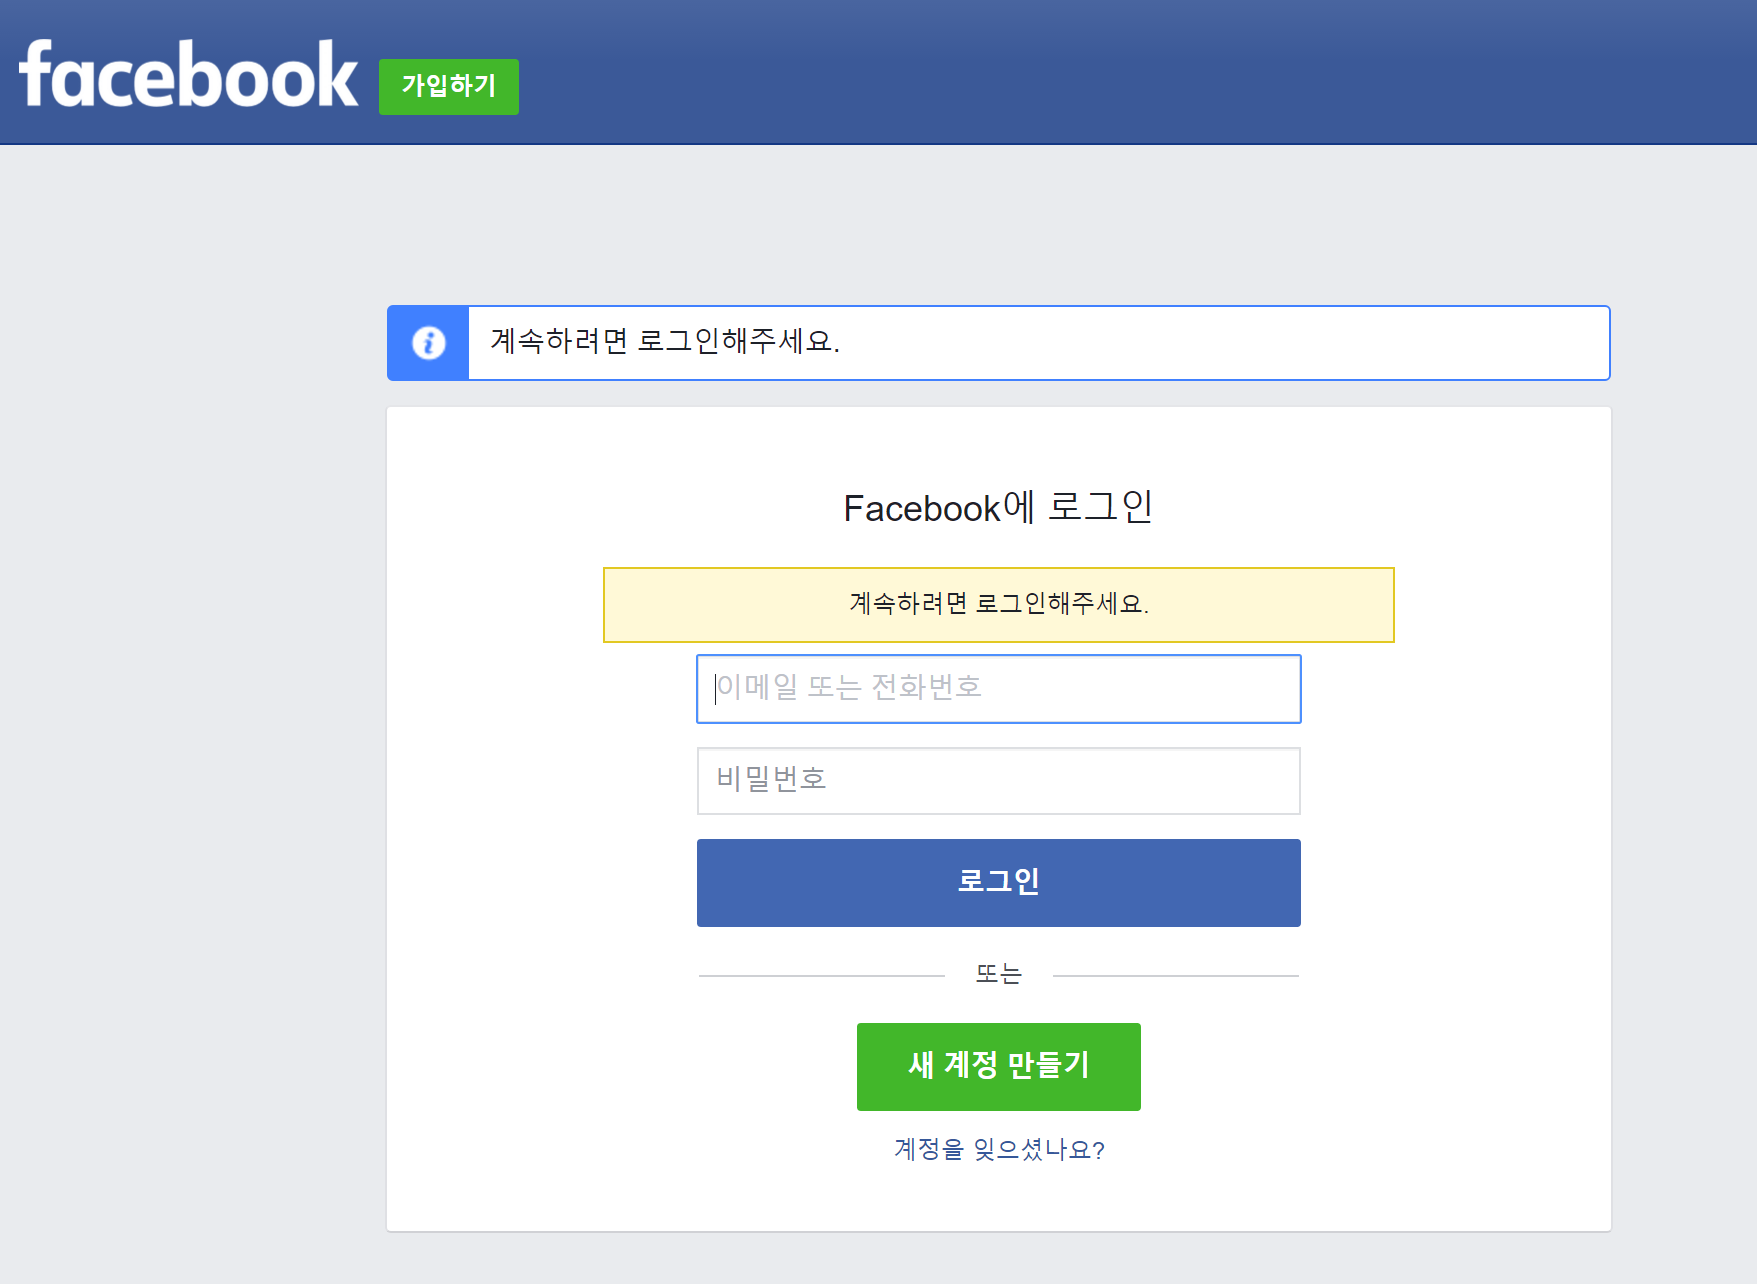 facebook
가입하기
계속하려면 로그인해주세요.
Facebook에 로그인
계속하려면 로그인해주세요.
이메일 또는 전화번호
비밀번호
로그인
또는
새 계정 만들기
계정을 잊으셨나요?